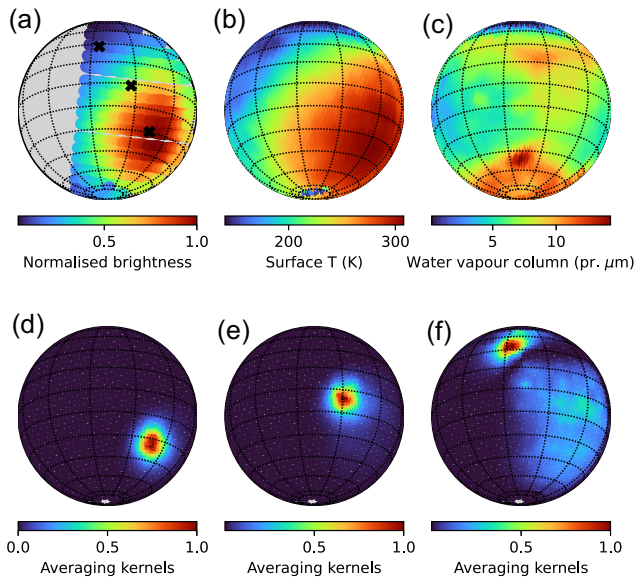 (a) (b) (c)
0.5 1.0 200 300 5 10
Normalised brightness Surface T (K) Water vapour column (pr. μm)
(d) (e) (f)
0.0 0.5 1.0 0.5 1.0 0.5 1.0
Averaging kernels Averaging kernels Averaging kernels